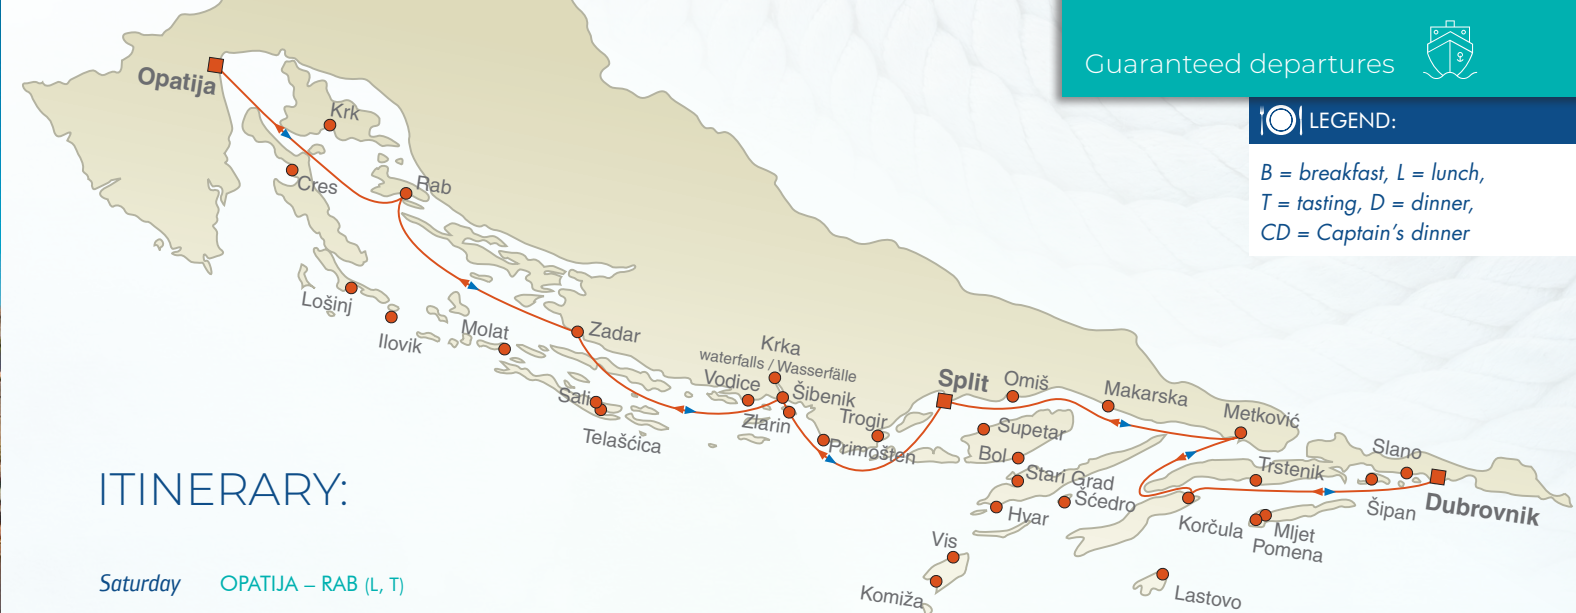 Guaranteed departures
LEGEND:
B = breakfast, L = lunch,
T = tasting, D = dinner,
CD = Captain's dinner
Opatija
Krk
Cres
Rab
Lošinj
Ilovik
Molat
Zadar
Sali
Telašćica
Krka
waterfalls / Wasserfälle
Vodice
Šibenik
Zlarin
Trogir
Primošten
Split
Omiš
Makarska
Metković
Supetar
Bol
Stari Grad
Šćedro
Hvar
Vis
Komiža
Korčula
Trstenik
Slano
Šipan
Dubrovnik
Mljet
Pomena
Lastovo
ITINERARY:
Saturday OPATIJA – RAB (L, T)